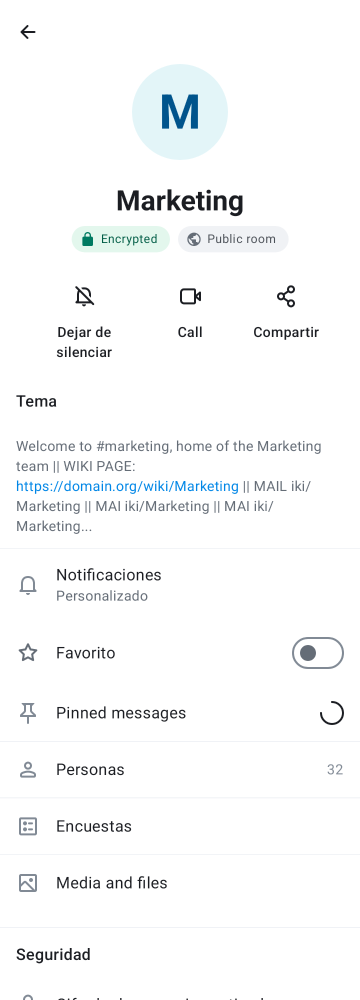 M
Marketing
Encrypted
Public room
Dejar de
silenciar
Call
Compartir
Tema
Welcome to #marketing, home of the Marketing
team || WIKI PAGE:
https://domain.org/wiki/Marketing || MAIL iki/
Marketing || MAI iki/Marketing || MAI iki/
Marketing...
Notificaciones
Personalizado
Favorito
Pinned messages
Personas
32
Encuestas
Media and files
Seguridad